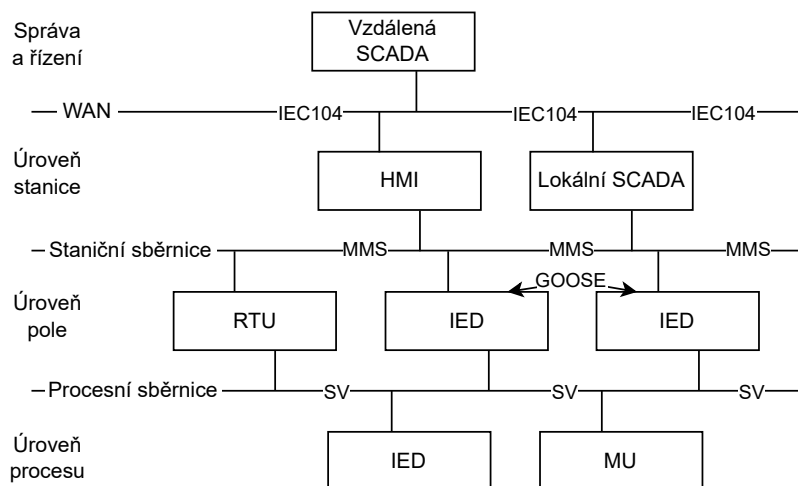 Správa
a řízení
Vzdálená
SCADA
WAN
IEC104
IEC104
IEC104
Úroveň
stanice
HMI
Lokální SCADA
Staniční sběrnice
MMS
MMS
MMS
GOOSE
Úroveň
pole
RTU
IED
IED
Procesní sběrnice
SV
SV
SV
Úroveň
procesu
IED
MU